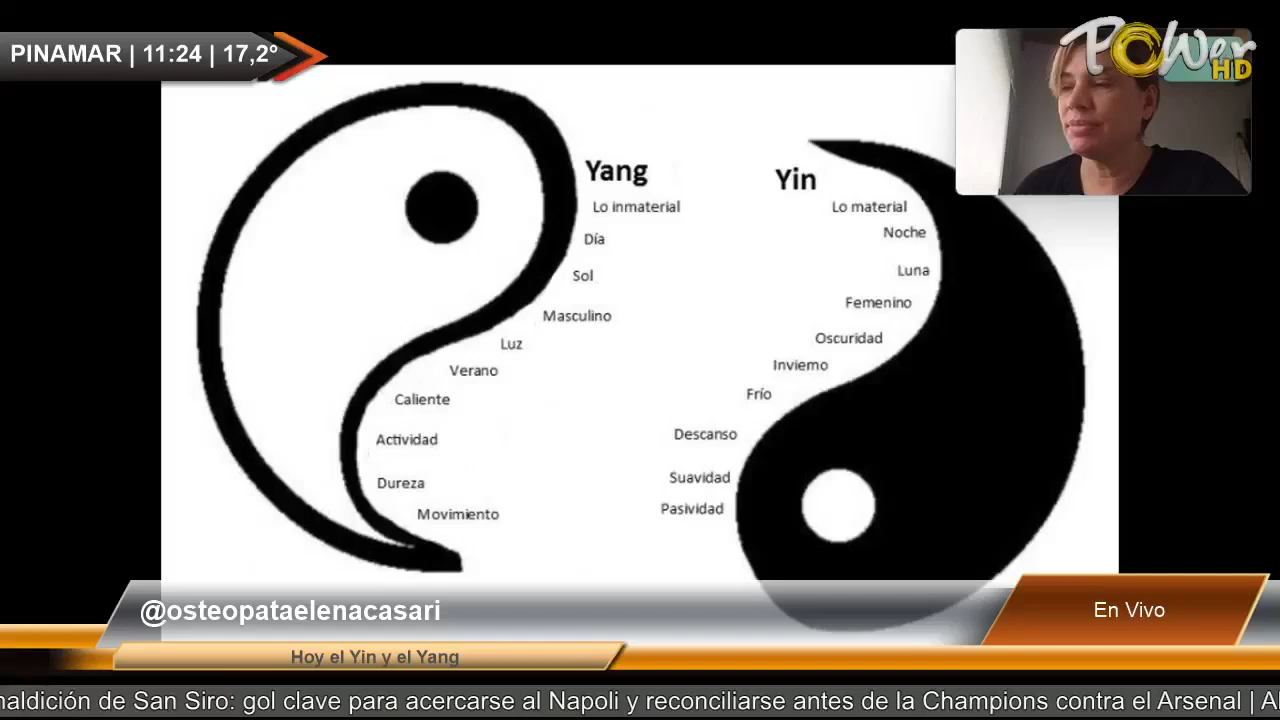 PINAMAR | 11:24 | 17,2°
Power
HD
Yang
Lo inmaterial
Día
Sol
Masculino
Luz
Verano
Caliente
Actividad
Dureza
Movimiento
Yin
Lo material
Noche
Luna
Femenino
Oscuridad
Invierno
Frío
Descanso
Suavidad
Pasividad
@osteopataelenacasari
En Vivo
Hoy el Yin y el Yang
de San Siro: gol clave para acercarse al Napoli y reconciliarse antes de la Champions contra el Arsenal |